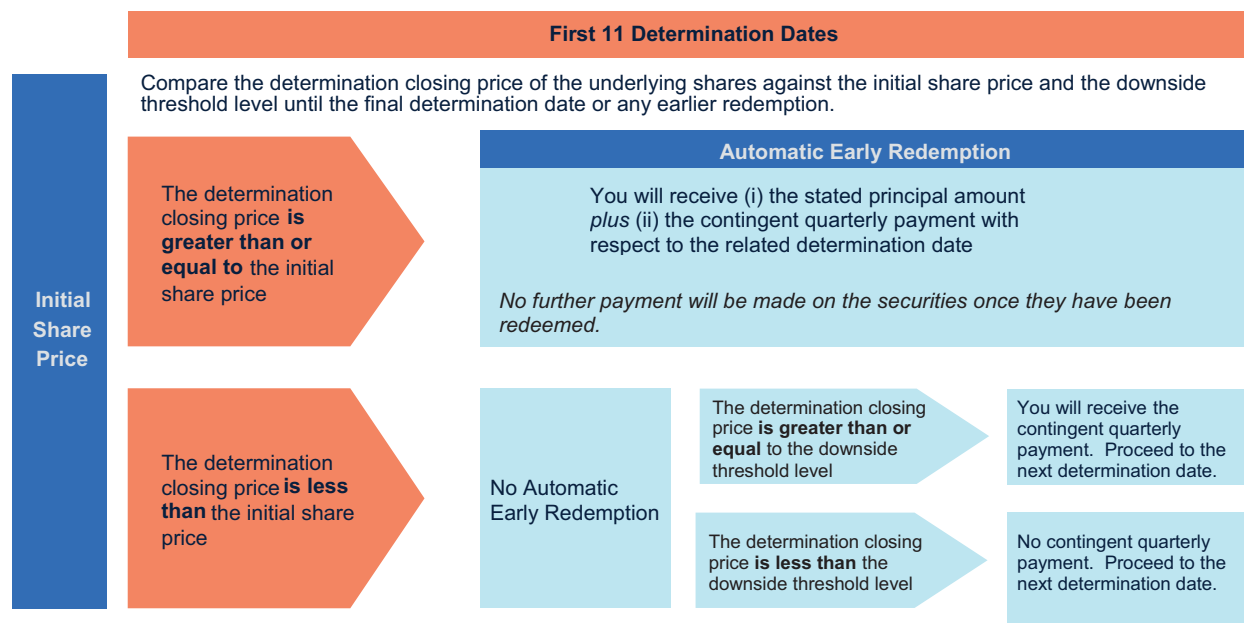 First 11 Determination Dates
Compare the determination closing price of the underlying shares against the initial share price and the downside
threshold level until the final determination date or any earlier redemption.
Initial
Share
Price
The determination
closing price is
greater than or
equal to the initial
share price
Automatic Early Redemption
You will receive (i) the stated principal amount
plus (ii) the contingent quarterly payment with
respect to the related determination date
No further payment will be made on the securities once they have been
redeemed.
The determination
closing price is less
than the initial share
price
No Automatic
Early Redemption
The determination closing
price is greater than or
equal to the downside
threshold level
You will receive the
contingent quarterly
payment. Proceed to the
next determination date.
The determination closing
price is less than the
downside threshold level
No contingent quarterly
payment. Proceed to the
next determination date.